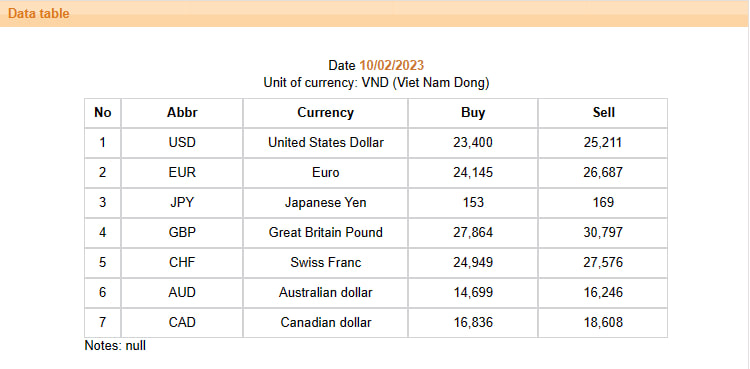 Data table
Date 10/02/2023
Unit of currency: VND (Viet Nam Dong)
No Abbr Currency Buy Sell
1 USD United States Dollar 23,400 25,211
2 EUR Euro 24,145 26,687
3 JPY Japanese Yen 153 169
4 GBP Great Britain Pound 27,864 30,797
5 CHF Swiss Franc 24,949 27,576
6 AUD Australian dollar 14,699 16,246
7 CAD Canadian dollar 16,836 18,608
Notes: null